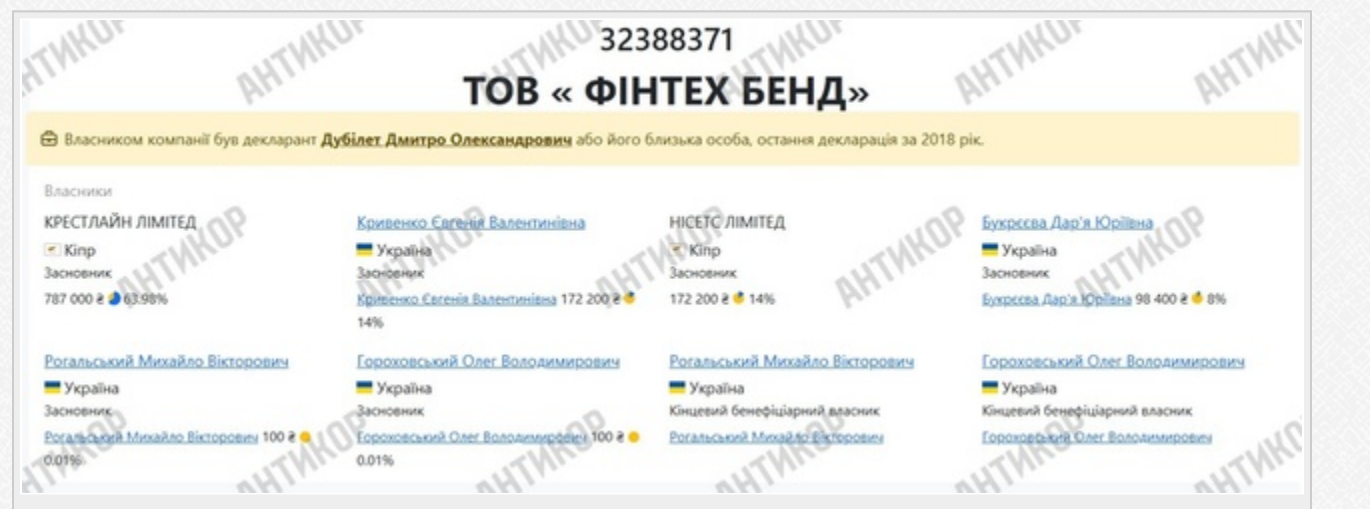 32388371
ТОВ « ФІНТЕХ БЕНД»
Власником компанії був декларант Дубілет Дмитро Олександрович або його близька особа, остання декларація за 2018 рік.
Власники
КРЕСТЛАЙН ЛІМІТЕД
Кіпр
Засновник
787 000 ₴ 63.98%
Кривенко Євгенія Валентинівна
Україна
Засновник
Кривенко Євгенія Валентинівна 172 200 ₴
14%
НІСЕТС ЛІМІТЕД
Кіпр
Засновник
172 200 ₴ 14%
Букрєєва Дар'я Юріївна
Україна
Засновник
Букрєєва Дар'я Юріївна 98 400 ₴ 8%
Рогальський Михайло Вікторович
Україна
Засновник
Рогальський Михайло Вікторович 100 ₴
0.01%
Гороховський Олег Володимирович
Україна
Засновник
Гороховський Олег Володимирович 100 ₴
0.01%
Рогальський Михайло Вікторович
Україна
Кінцевий бенефіціарний власник
Рогальський Михайло Вікторович
Гороховський Олег Володимирович
Україна
Кінцевий бенефіціарний власник
Гороховський Олег Володимирович
АНТИКОР